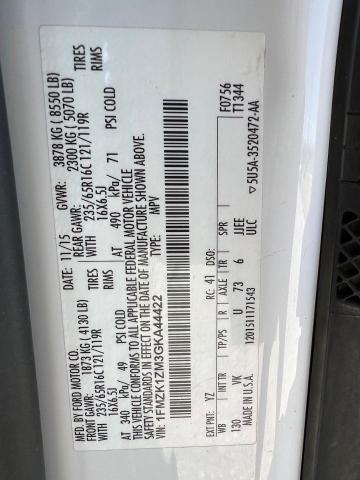 MFD. BY FORD MOTOR CO.
DATE: 11/15 GVWR: 3878 KG ( 8550 LB)
FRONT GAWR: 1873 KG ( 4130 LB) REAR GAWR: 2300 KG ( 5070 LB)
WITH 235/65R16C 121/119R TIRES WITH 235/65R16C 121/119R TIRES
16X6.5J RIMS 16X6.5J RIMS
AT 340 kPa/ 49 PSI COLD AT 490 kPa/ 71 PSI COLD
THIS VEHICLE CONFORMS TO ALL APPLICABLE FEDERAL MOTOR VEHICLE
SAFETY STANDARDS IN EFFECT ON THE DATE OF MANUFACTURE SHOWN ABOVE.
VIN: 1FMZK1ZM3GKA44422
TYPE: MPV
F0756
T1344
EXT PNT: YZ RC: 41 DSO:
WB INT TR TP/PS R AXLE TR SPR
130 VK U 73 6 JJEE
ULC
MADE IN U.S.A. 120151117154​3 ▽5U5A-3520472-AA